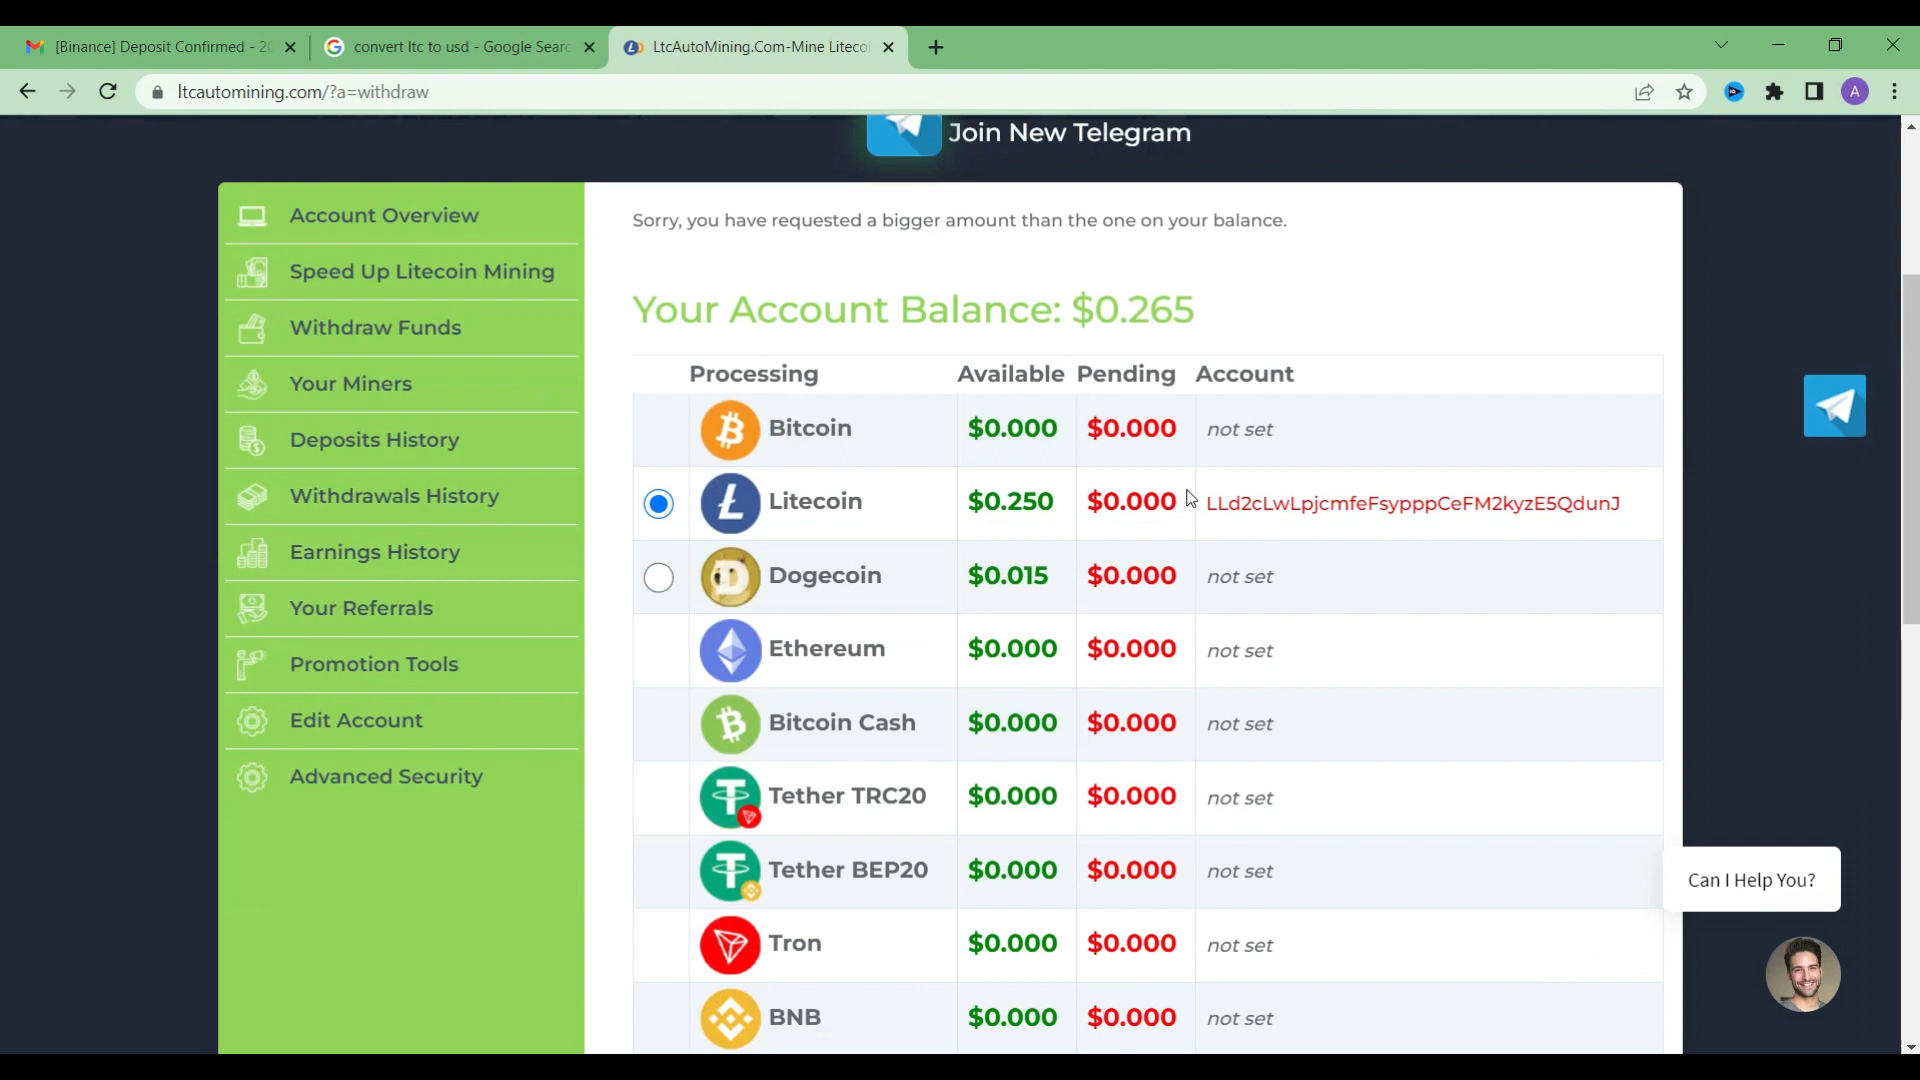 [Binance] Deposit Confirmed - 20
convert ltc to usd - Google Searc
LtcAutoMining.Com-Mine Liteco
ltcautomining.com/?a=withdraw
A
Join New Telegram
Account Overview
Speed Up Litecoin Mining
Withdraw Funds
Your Miners
Deposits History
Withdrawals History
Earnings History
Your Referrals
Promotion Tools
Edit Account
Advanced Security
Sorry, you have requested a bigger amount than the one on your balance.
Your Account Balance: $0.265
Processing Available Pending Account
Bitcoin $0.000 $0.000 not set
Litecoin $0.250 $0.000 LLd2cLwLpjcmfeFsypppCeFM2kyzE5QdunJ
Dogecoin $0.015 $0.000 not set
Ethereum $0.000 $0.000 not set
Bitcoin Cash $0.000 $0.000 not set
Tether TRC20 $0.000 $0.000 not set
Tether BEP20 $0.000 $0.000 not set
Tron $0.000 $0.000 not set
BNB $0.000 $0.000 not set
Can I Help You?